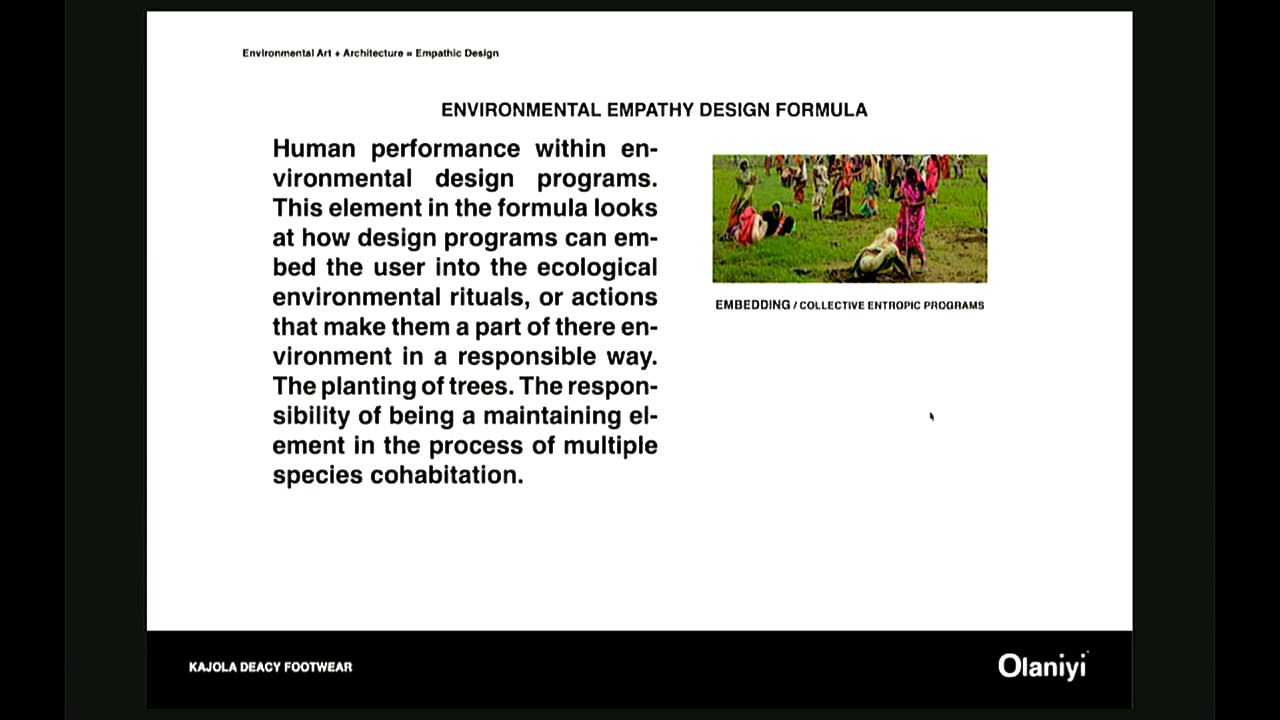 Environmental Art + Architecture = Empathic Design
ENVIRONMENTAL EMPATHY DESIGN FORMULA
Human performance within en-
vironmental design programs.
This element in the formula looks
at how design programs can em-
bed the user into the ecological
environmental rituals, or actions
that make them a part of there en-
vironment in a responsible way.
The planting of trees. The respon-
sibility of being a maintaining el-
ement in the process of multiple
species cohabitation.
EMBEDDING / COLLECTIVE ENTROPIC PROGRAMS
KAJOLA DEACY FOOTWEAR
Olaniyi